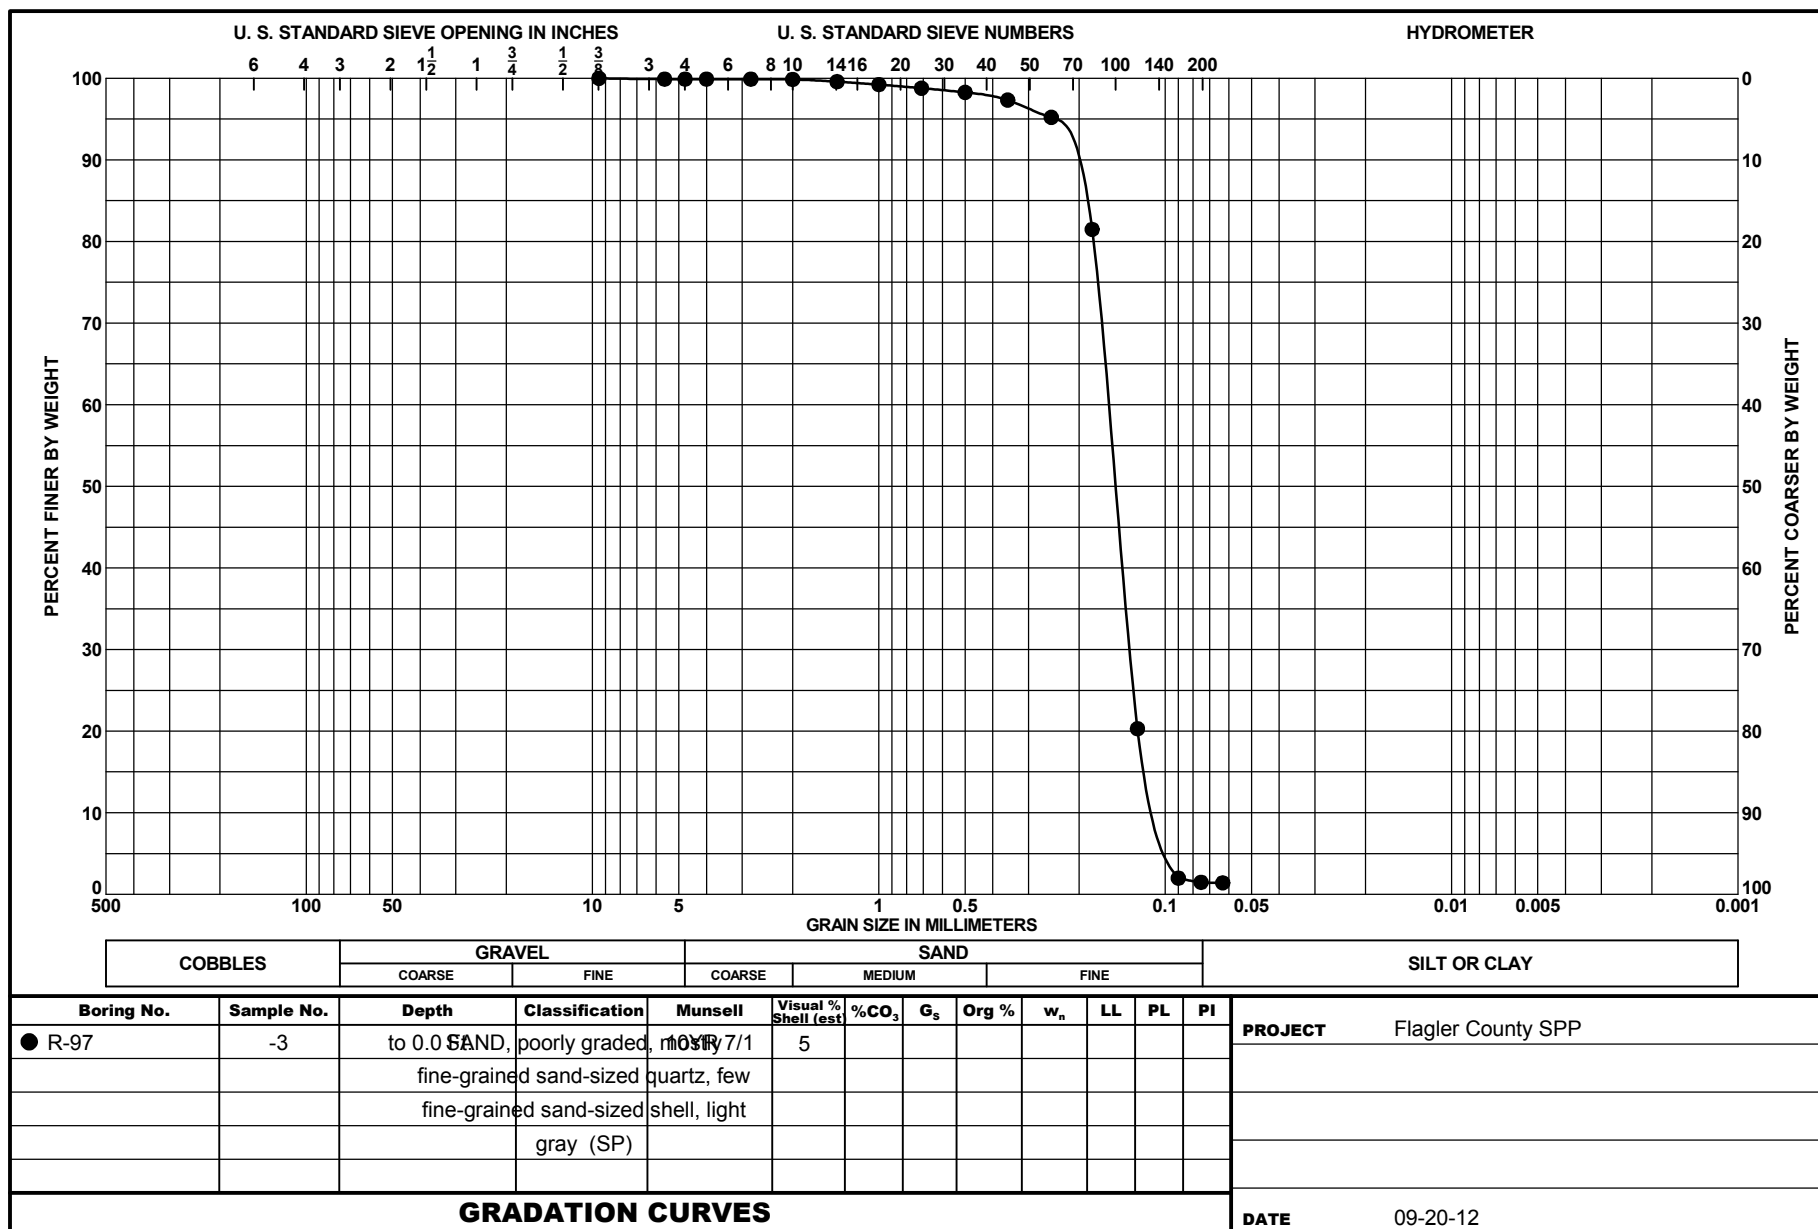 U. S. STANDARD SIEVE OPENING IN INCHES U. S. STANDARD SIEVE NUMBERS HYDROMETER
6 4 3 2 1 1/2 1 3/4 1/2 3/8 3 4 6 8 10 14 16 20 30 40 50 70 100 140 200
100 0
90 10
80 20
70 30
60 40
50 50
40 60
30 70
20 80
10 90
0 100
PERCENT FINER BY WEIGHT
PERCENT COARSER BY WEIGHT
500 100 50 10 5 1 0.5 0.1 0.05 0.01 0.005 0.001
GRAIN SIZE IN MILLIMETERS
COBBLES GRAVEL SAND SILT OR CLAY
COARSE FINE COARSE MEDIUM FINE
Boring No. Sample No. Depth Classification Munsell Visual % Shell (est) %CO3 Gs Org % wn LL PL PI
R-97 -3 to 0.0 Ft. SAND, poorly graded, mostly 10YR 7/1 5
fine-grained sand-sized quartz, few
fine-grained sand-sized shell, light
gray (SP)
PROJECT Flagler County SPP
GRADATION CURVES
DATE 09-20-12